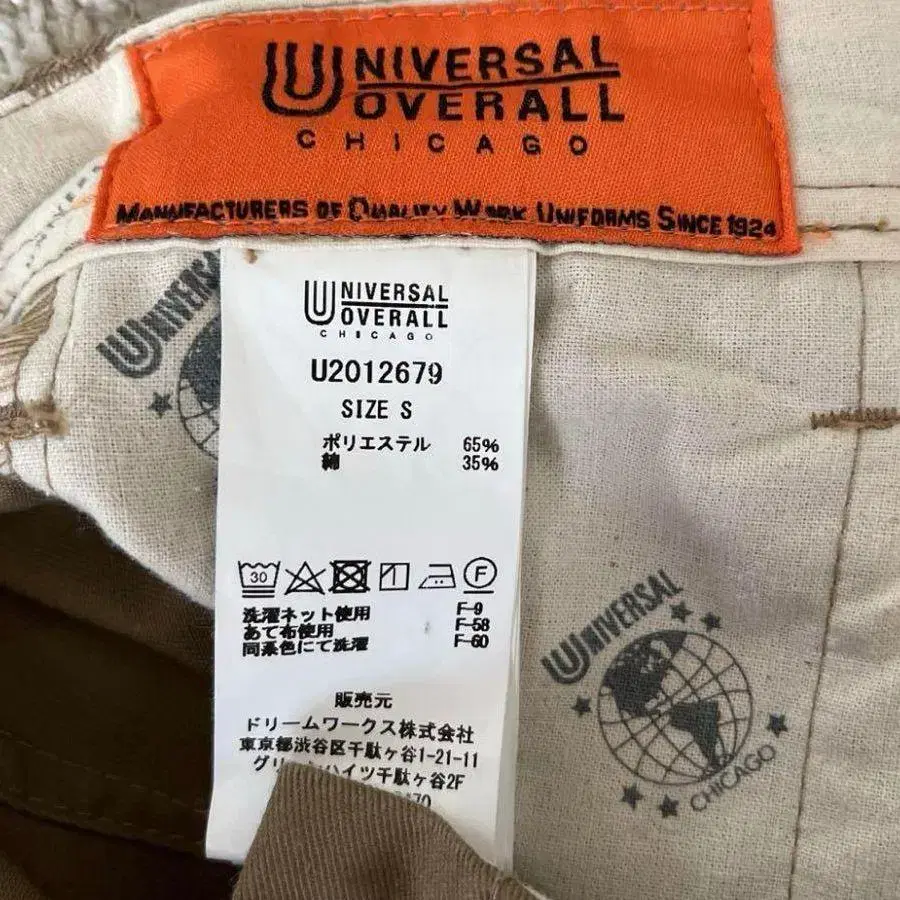 UNIVERSAL
OVERALL
CHICAGO
MANUFACTURERS OF QUALITY WORK UNIFORMS SINCE 1924
UNIVERSAL
OVERALL
CHICAGO
U2012679
SIZE S
ポリエステル 65%
綿 35%
30
F
洗濯ネット使用 F-9
あて布使用 F-58
同系色にて洗濯 F-60
販売元
ドリームワークス株式会社
東京都渋谷区千駄ヶ谷1-21-11
ハイツ千駄ヶ谷2F
UNIVERSAL
UNIVERSAL
CHICAGO